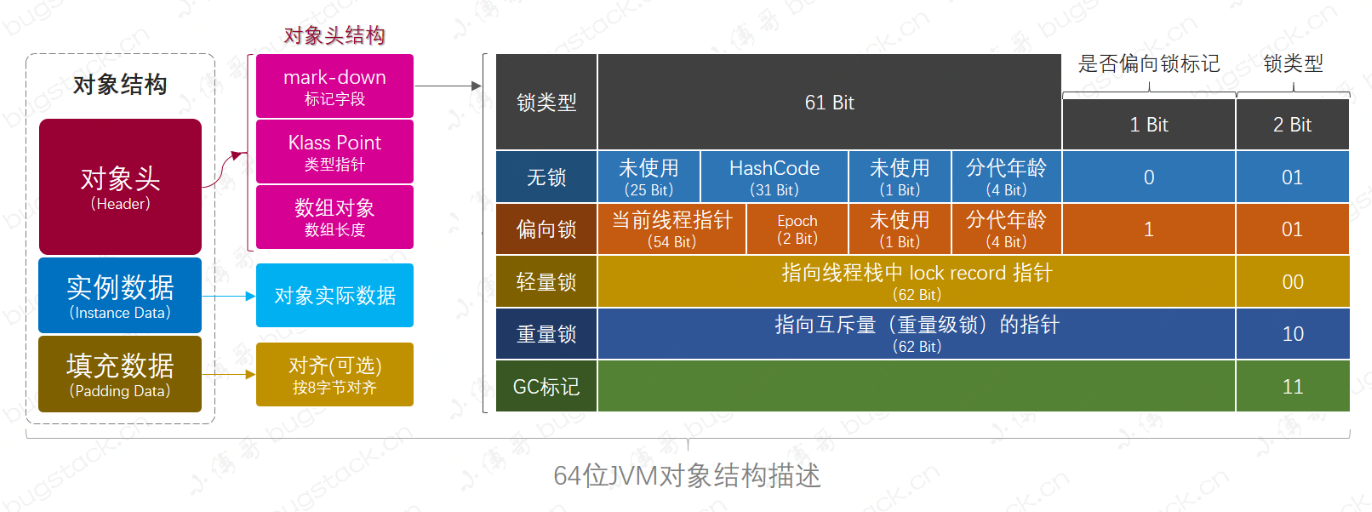 对象头结构
对象结构
对象头
（Header）
实例数据
（Instance Data）
填充数据
（Padding Data）
mark-down
标记字段
Klass Point
类型指针
数组对象
数组长度
对象实际数据
对齐(可选)
按8字节对齐
是否偏向锁标记
锁类型
锁类型
61 Bit
1 Bit
2 Bit
无锁
未使用
（25 Bit）
HashCode
（31 Bit）
未使用
（1 Bit）
分代年龄
（4 Bit）
0
01
偏向锁
当前线程指针
（54 Bit）
Epoch
（2 Bit）
未使用
（1 Bit）
分代年龄
（4 Bit）
1
01
轻量锁
指向线程栈中 lock record 指针
（62 Bit）
00
重量锁
指向互斥量（重量级锁）的指针
（62 Bit）
10
GC标记
11
64位JVM对象结构描述
小傅哥 bugstack.cn